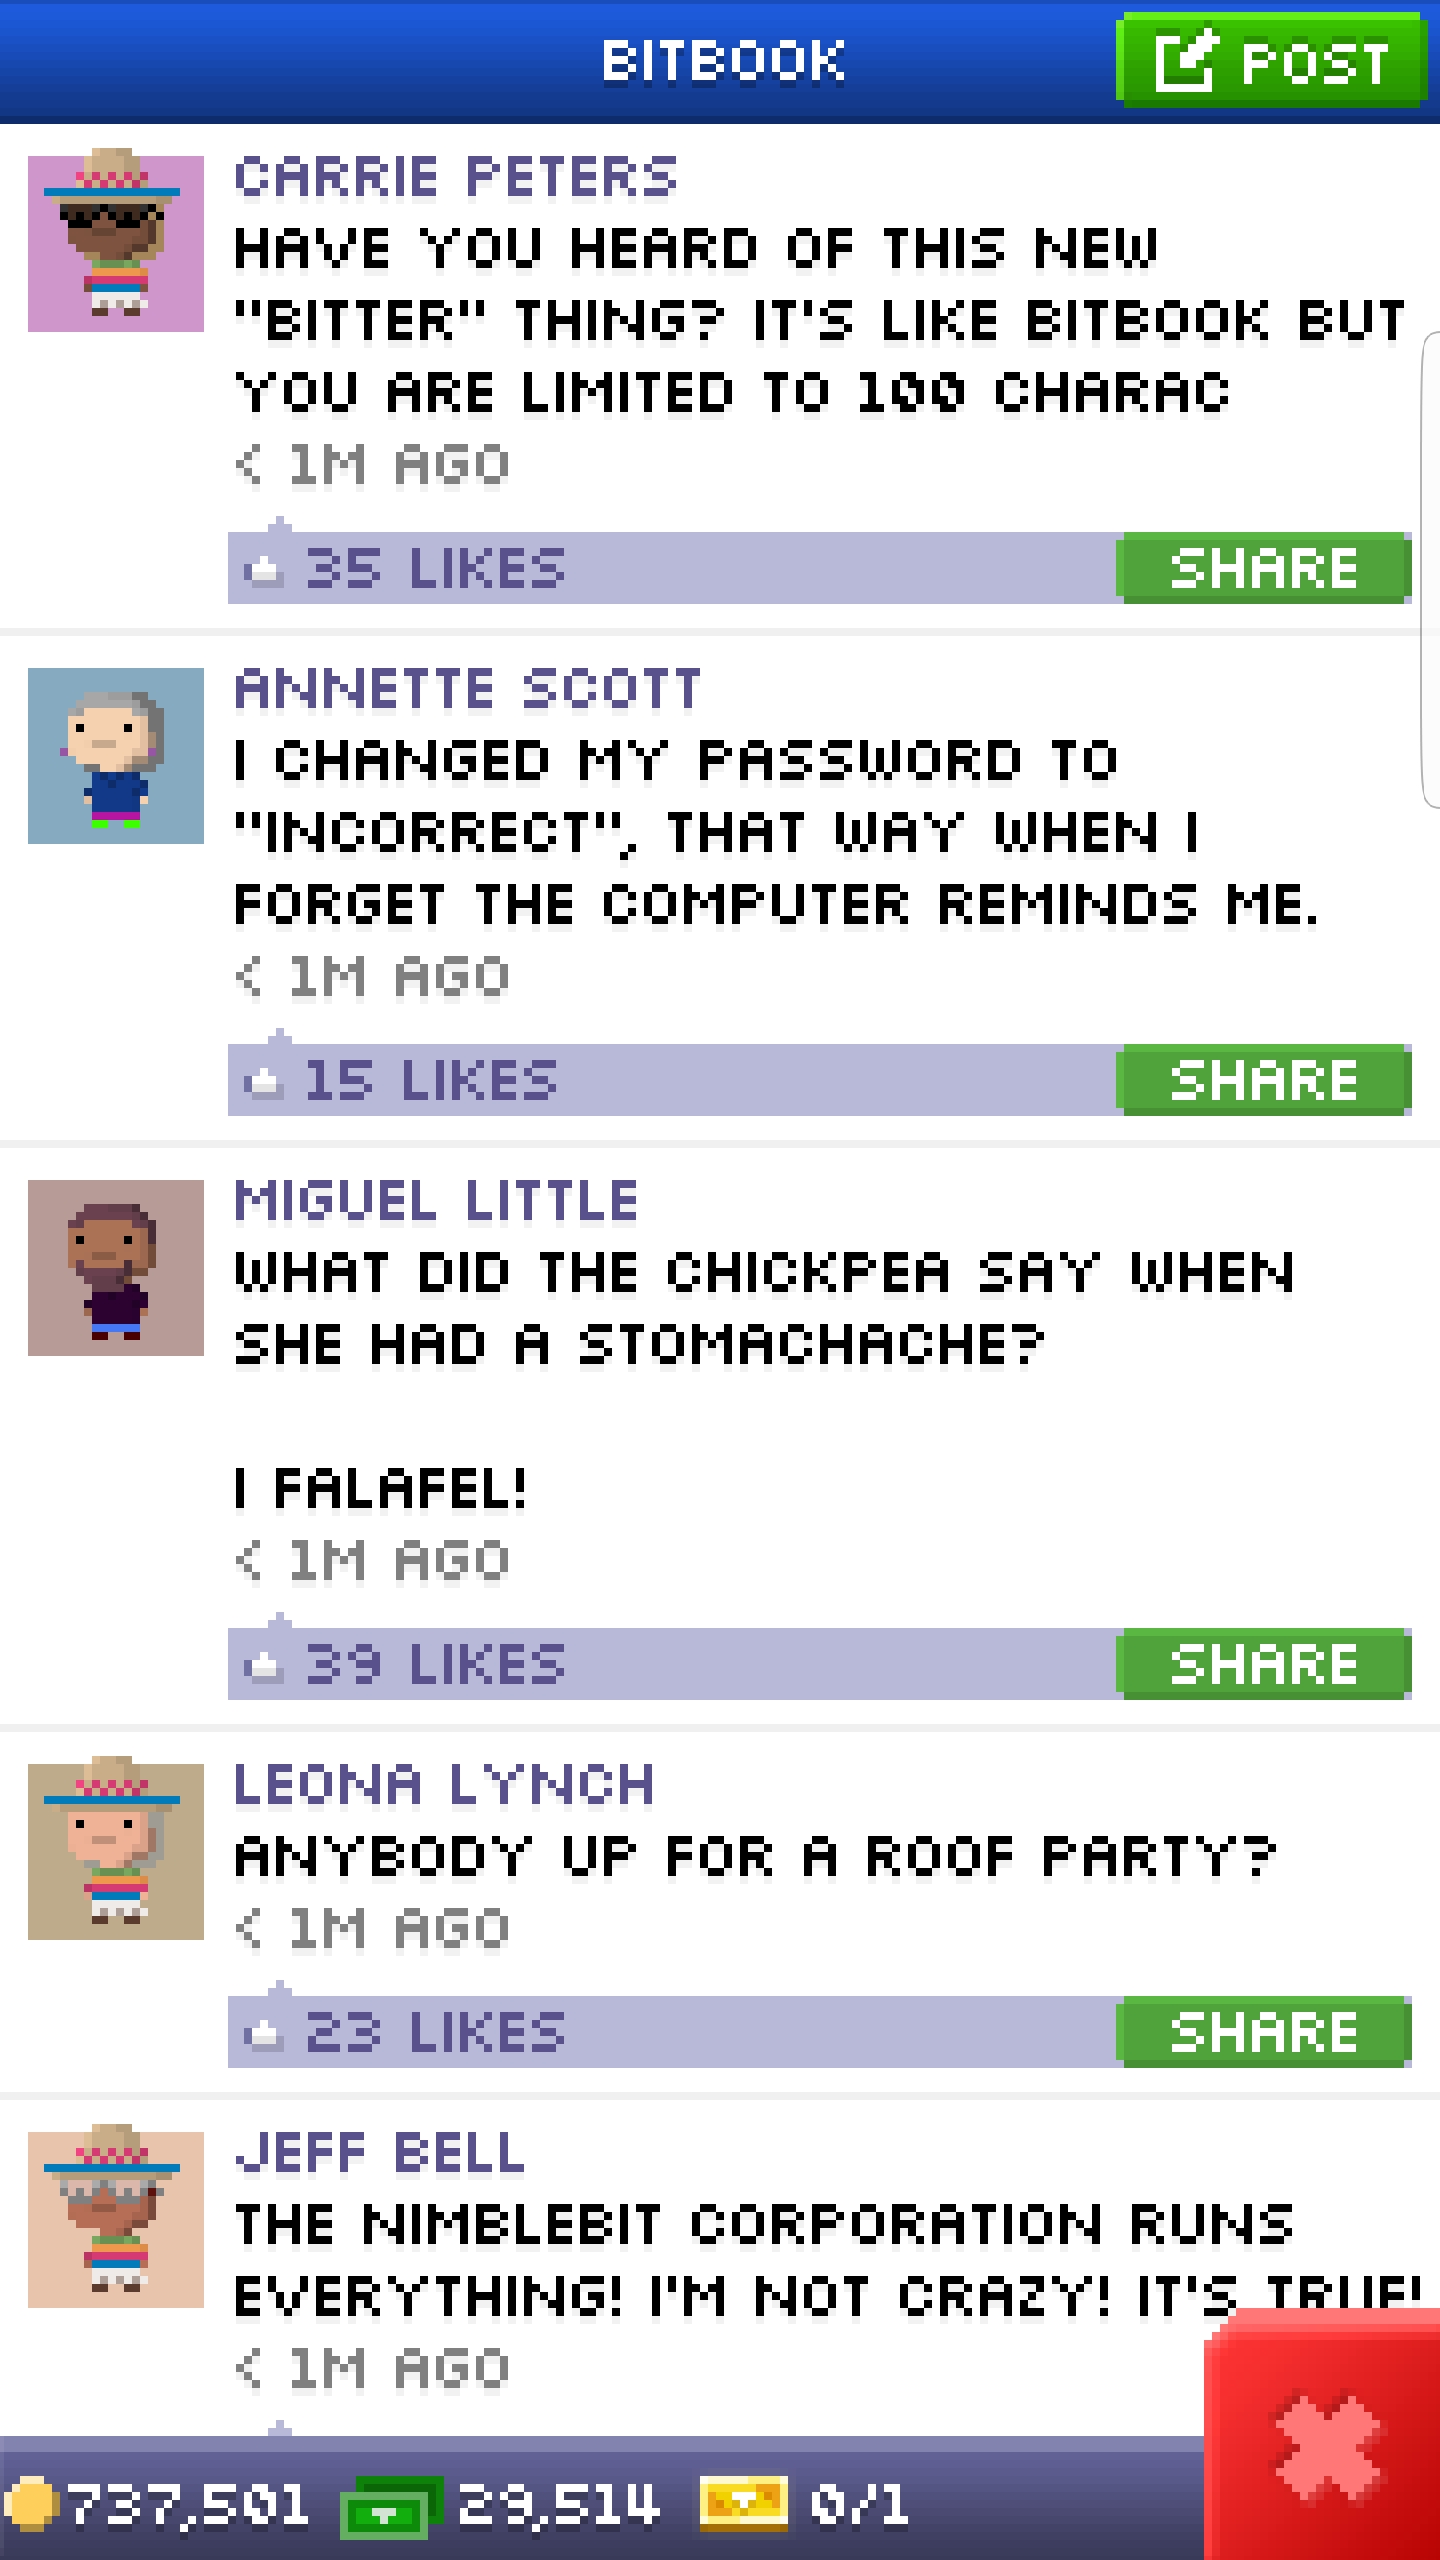 BITBOOK
POST
CARRIE PETERS
HAVE YOU HEARD OF THIS NEW
"BITTER" THING? IT'S LIKE BITBOOK BUT
YOU ARE LIMITED TO 100 CHARAC
< 1M AGO
35 LIKES
SHARE
ANNETTE SCOTT
I CHANGED MY PASSWORD TO
"INCORRECT", THAT WAY WHEN I
FORGET THE COMPUTER REMINDS ME.
< 1M AGO
15 LIKES
SHARE
MIGUEL LITTLE
WHAT DID THE CHICKPEA SAY WHEN
SHE HAD A STOMACHACHE?
I FALAFEL!
< 1M AGO
39 LIKES
SHARE
LEONA LYNCH
ANYBODY UP FOR A ROOF PARTY?
< 1M AGO
23 LIKES
SHARE
JEFF BELL
THE NIMBLEBIT CORPORATION RUNS
EVERYTHING! I'M NOT CRAZY! IT'S TRUE!
< 1M AGO
737,501
29,514
0/1